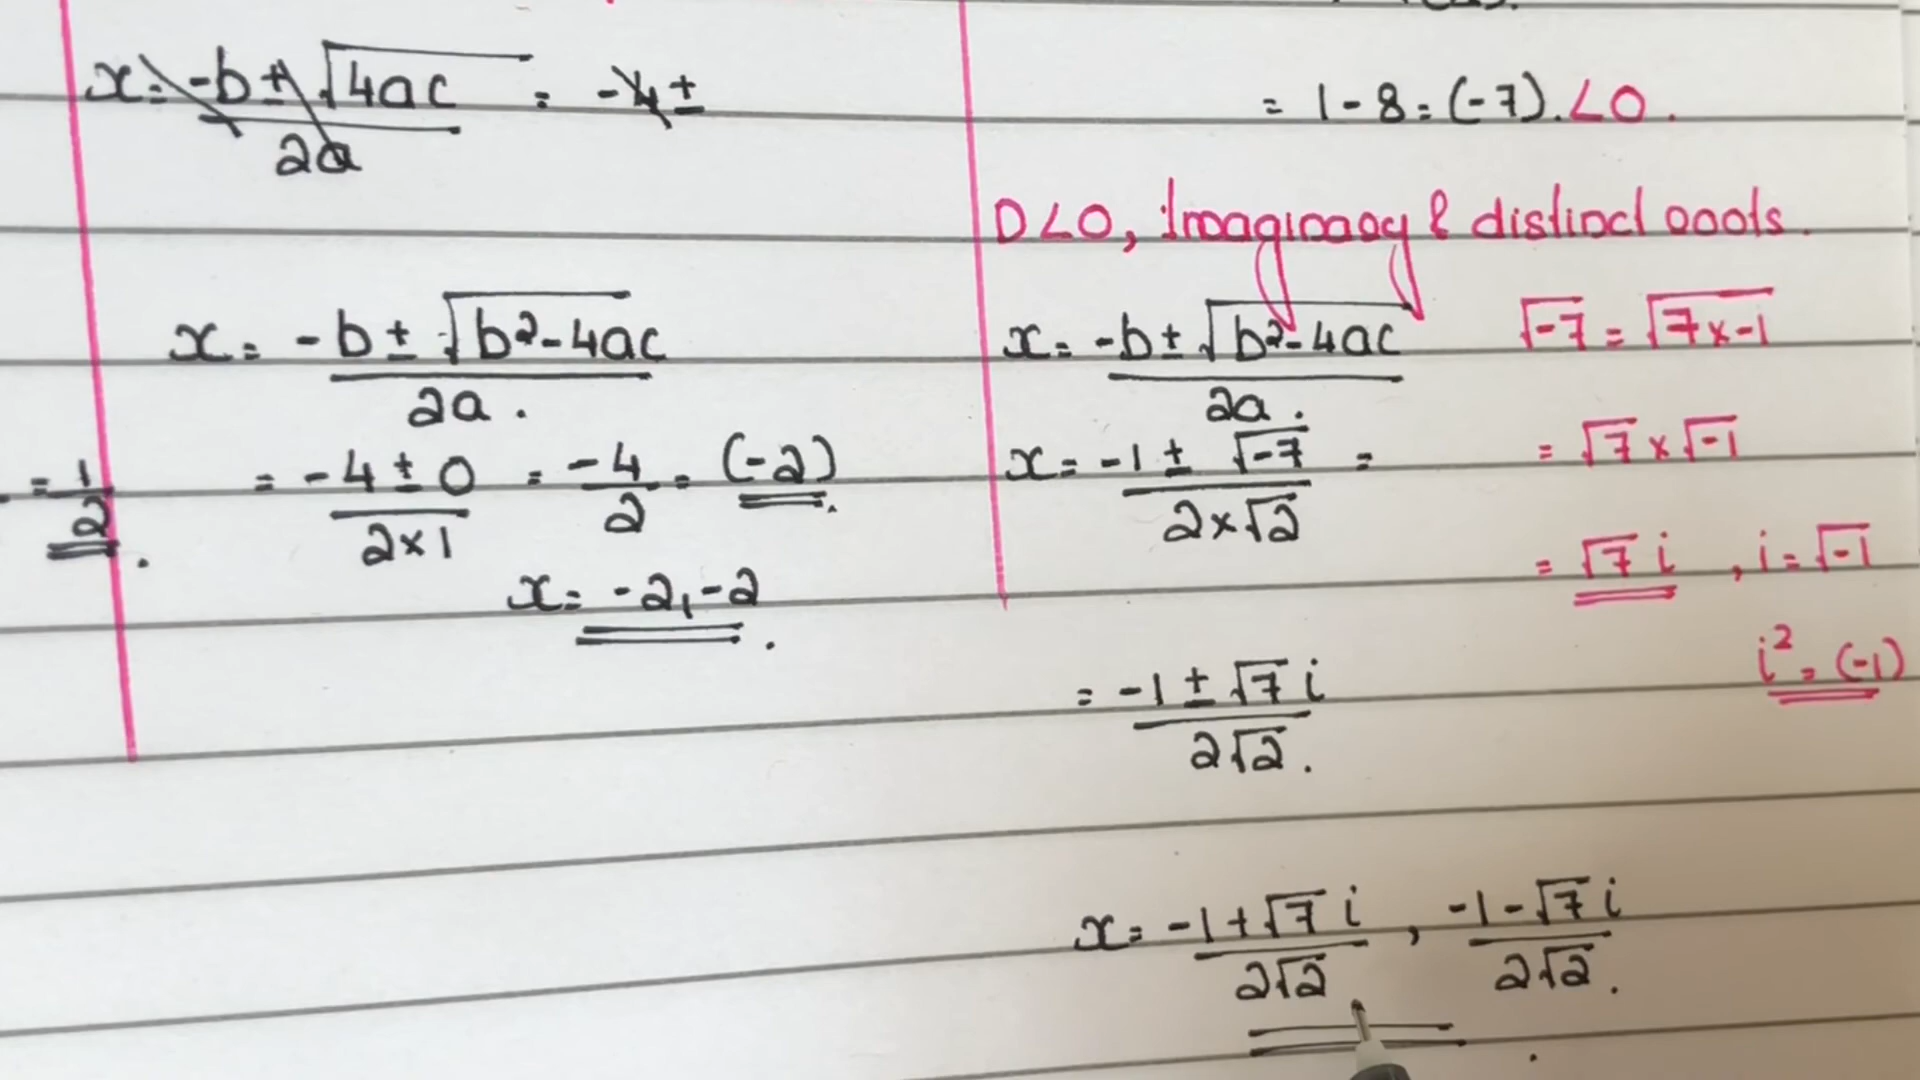 x = -b ± √4ac / 2a = -4 ±
x = -b ± √b²-4ac / 2a .
= 1/2 .
= -4 ± 0 / 2×1 = -4/2 = (-2) .
x = -2, -2 .
= 1 - 8 = (-7). <0 .
D<0, Imaginary & distinct roots .
x = -b ± √b²-4ac / 2a .
x = -1 ± √-7 / 2×√2 =
√-7 = √7×-1
= √7 × √-1
= √7 i , i = √-1
i² = (-1)
= -1 ± √7 i / 2√2 .
x = -1+√7 i / 2√2 , -1-√7 i / 2√2 .